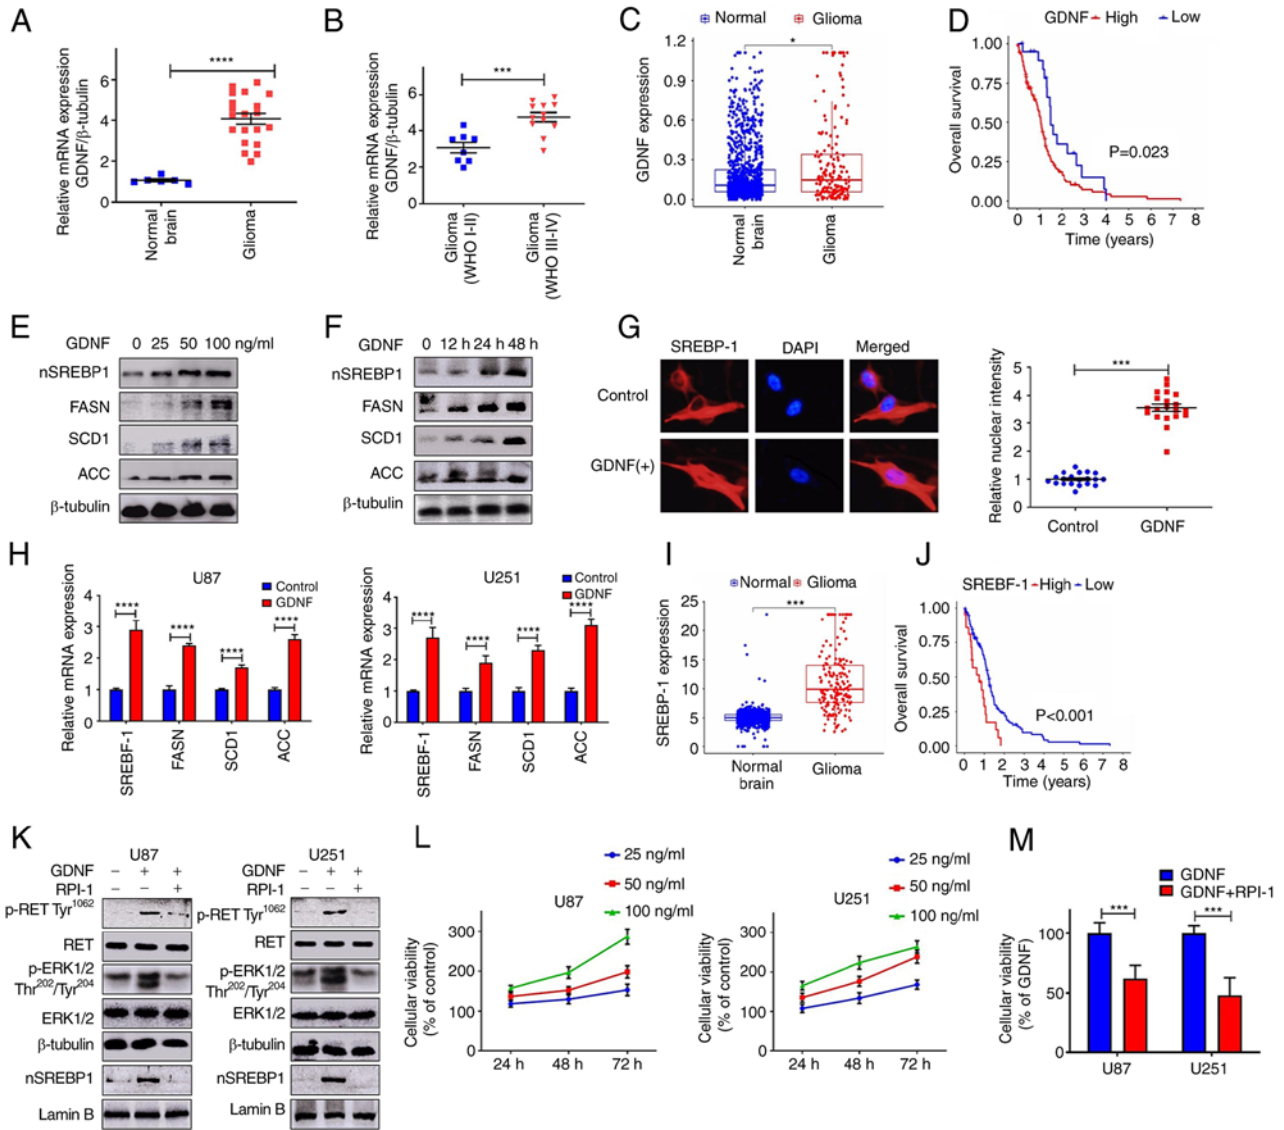 A
Relative mRNA expression
GDNF/β-tubulin
6
4
2
0
****
Normal
brain
Glioma
B
Relative mRNA expression
GDNF/β-tubulin
6
4
2
0
***
Glioma
(WHO I-II)
Glioma
(WHO III-IV)
C
Normal Glioma
GDNF expression
1.2
0.9
0.6
0.3
0.0
*
Normal
brain
Glioma
D
GDNF High Low
Overall survival
1.00
0.75
0.50
0.25
0.00
P=0.023
0 1 2 3 4 5 6 7 8
Time (years)
E
GDNF 0 25 50 100 ng/ml
nSREBP1
FASN
SCD1
ACC
β-tubulin
F
GDNF 0 12 h 24 h 48 h
nSREBP1
FASN
SCD1
ACC
β-tubulin
G
SREBP-1 DAPI Merged
Control
GDNF(+)
Relative nuclear intensity
5
4
3
2
1
0
***
Control GDNF
H
U87
Control
GDNF
Relative mRNA expression
4
3
2
1
0
****
****
****
****
SREBF-1
FASN
SCD1
ACC
U251
Control
GDNF
Relative mRNA expression
4
3
2
1
0
****
****
****
****
SREBF-1
FASN
SCD1
ACC
I
Normal Glioma
SREBP-1 expression
25
20
15
10
5
0
***
Normal
brain
Glioma
J
SREBF-1 High Low
Overall survival
1.00
0.75
0.50
0.25
0.00
P<0.001
0 1 2 3 4 5 6 7 8
Time (years)
K
U87
GDNF − + +
RPI-1 − − +
p-RET Tyr1062
RET
p-ERK1/2
Thr202/Tyr204
ERK1/2
β-tubulin
nSREBP1
Lamin B
U251
GDNF − + +
RPI-1 − − +
p-RET Tyr1062
RET
p-ERK1/2
Thr202/Tyr204
ERK1/2
β-tubulin
nSREBP1
Lamin B
L
25 ng/ml
50 ng/ml
100 ng/ml
U87
Cellular viability
(% of control)
300
200
100
0
24 h 48 h 72 h
25 ng/ml
50 ng/ml
100 ng/ml
U251
Cellular viability
(% of control)
300
200
100
0
24 h 48 h 72 h
M
GDNF
GDNF+RPI-1
Cellular viability
(% of GDNF)
100
50
0
***
***
U87 U251